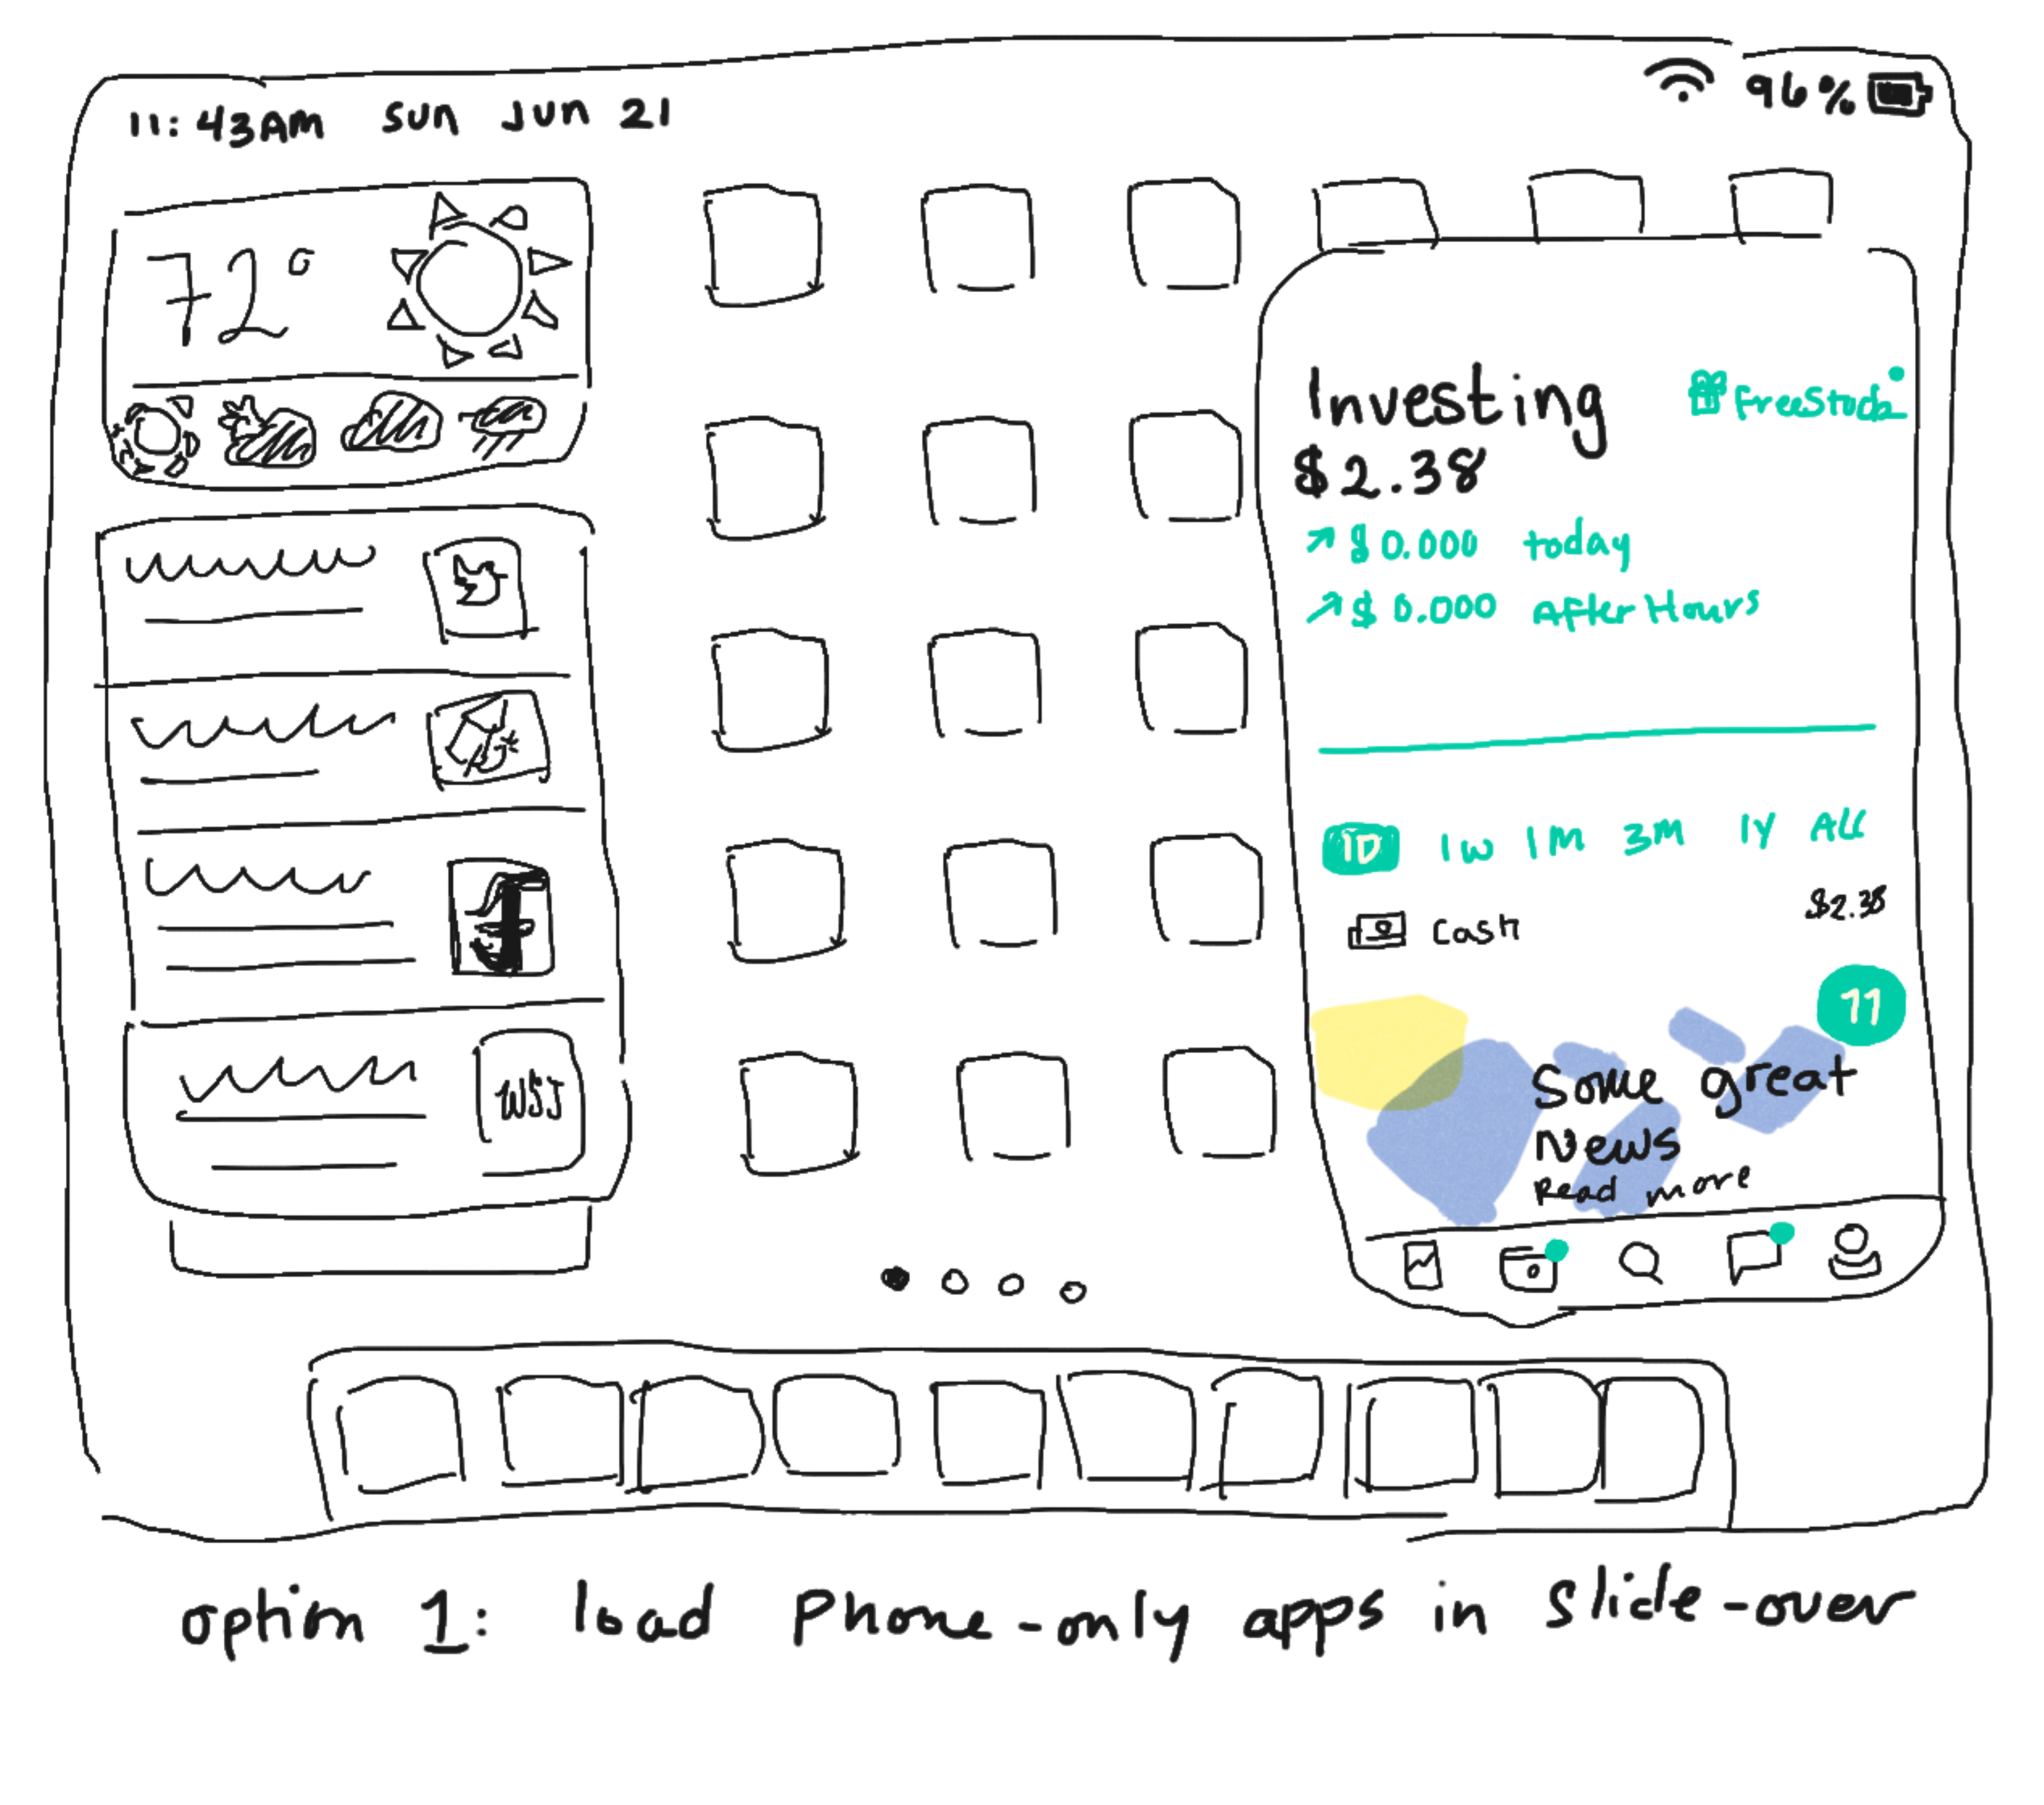 11:43AM sun Jun 21
96%
72°
WSJ
Investing
Free Stock
$2.38
↗$0.000 today
↗$0.000 After Hours
1D 1W 1M 3M 1Y ALL
Cash
$2.38
11
Some great
News
Read more
option 1: load Phone-only apps in slide-over